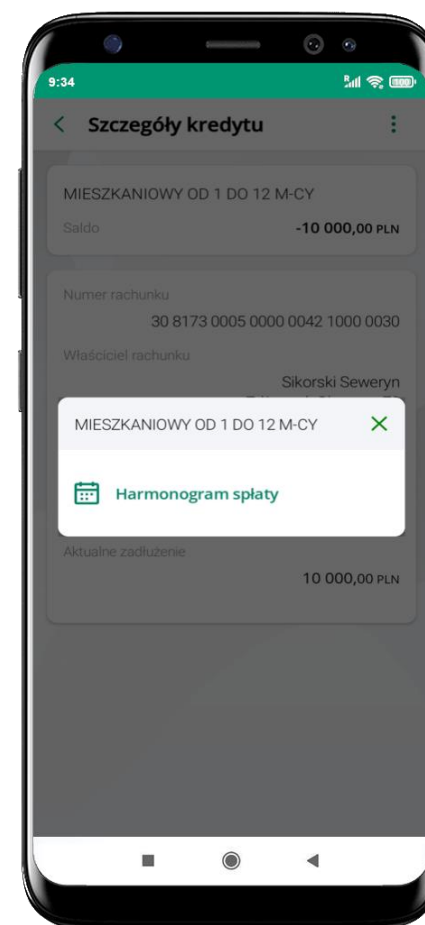 9:34
Szczegóły kredytu
MIESZKANIOWY OD 1 DO 12 M-CY
Saldo -10 000,00 PLN
Numer rachunku
30 8173 0005 0000 0042 1000 0030
Właściciel rachunku
Sikorski Seweryn
MIESZKANIOWY OD 1 DO 12 M-CY
Harmonogram spłaty
Aktualne zadłużenie
10 000,00 PLN